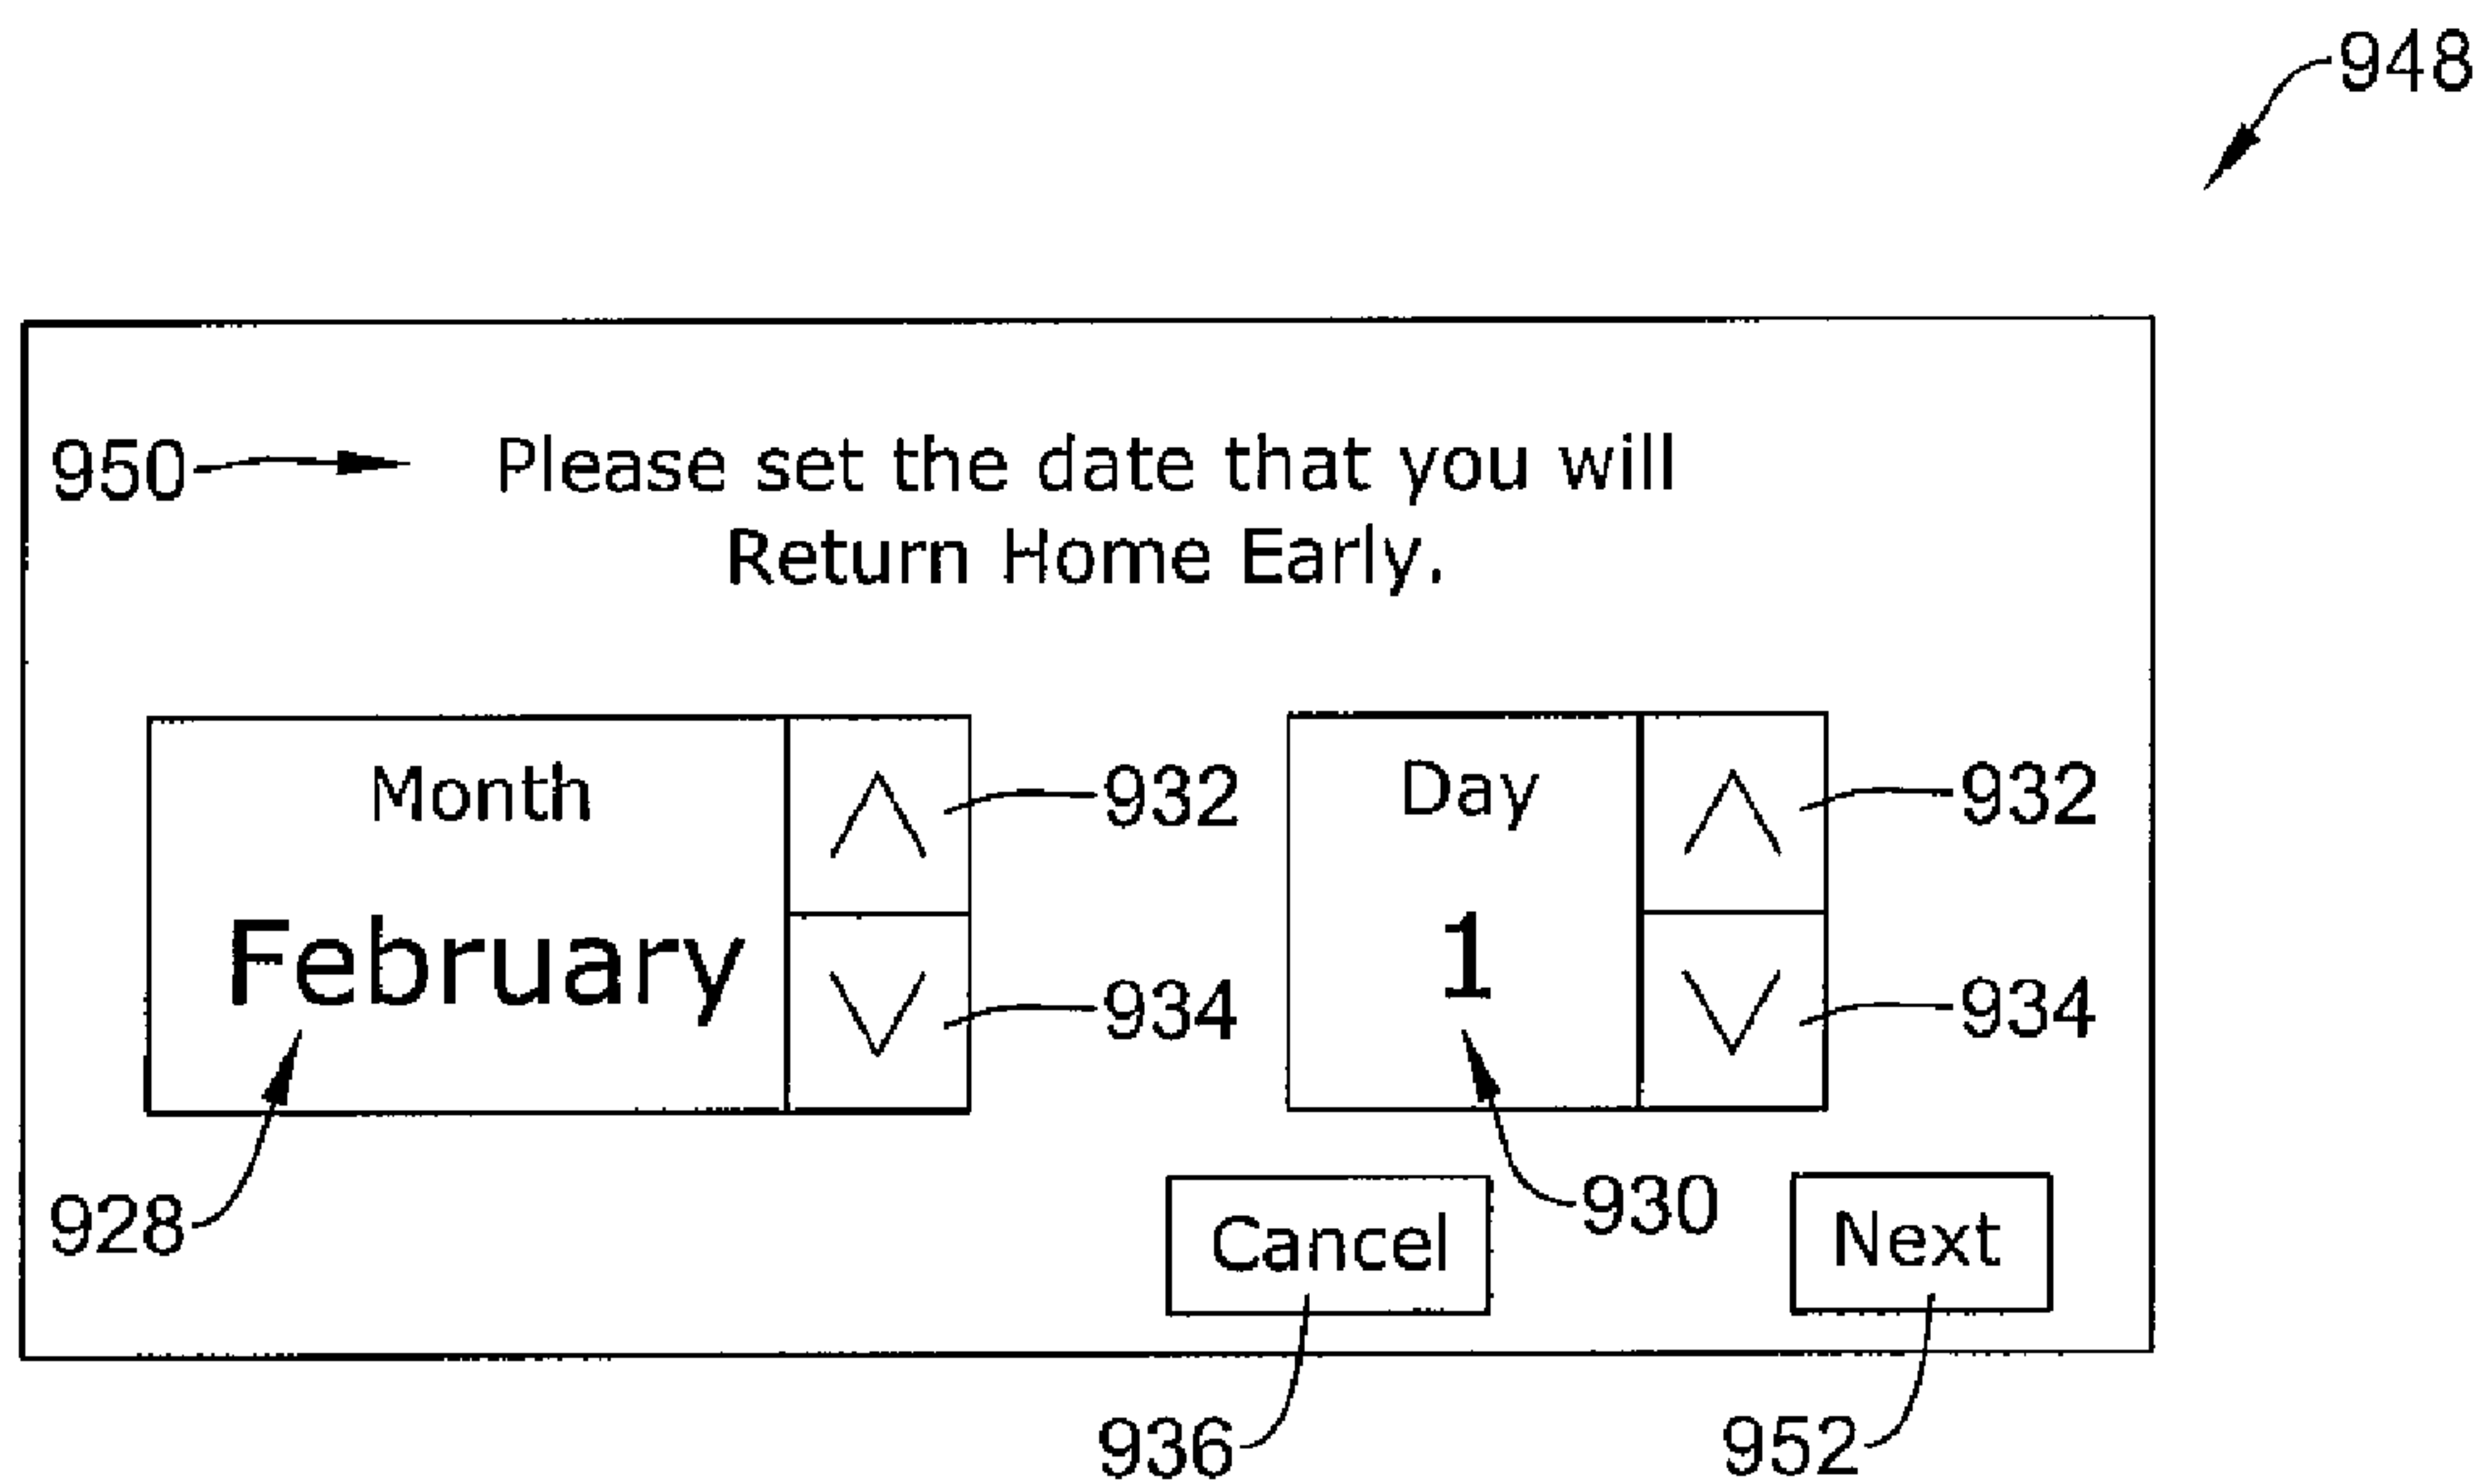 948
950 Please set the date that you will
Return Home Early.
Month 932 Day 932
February 934 1 934
928 Cancel 930 Next
936 952